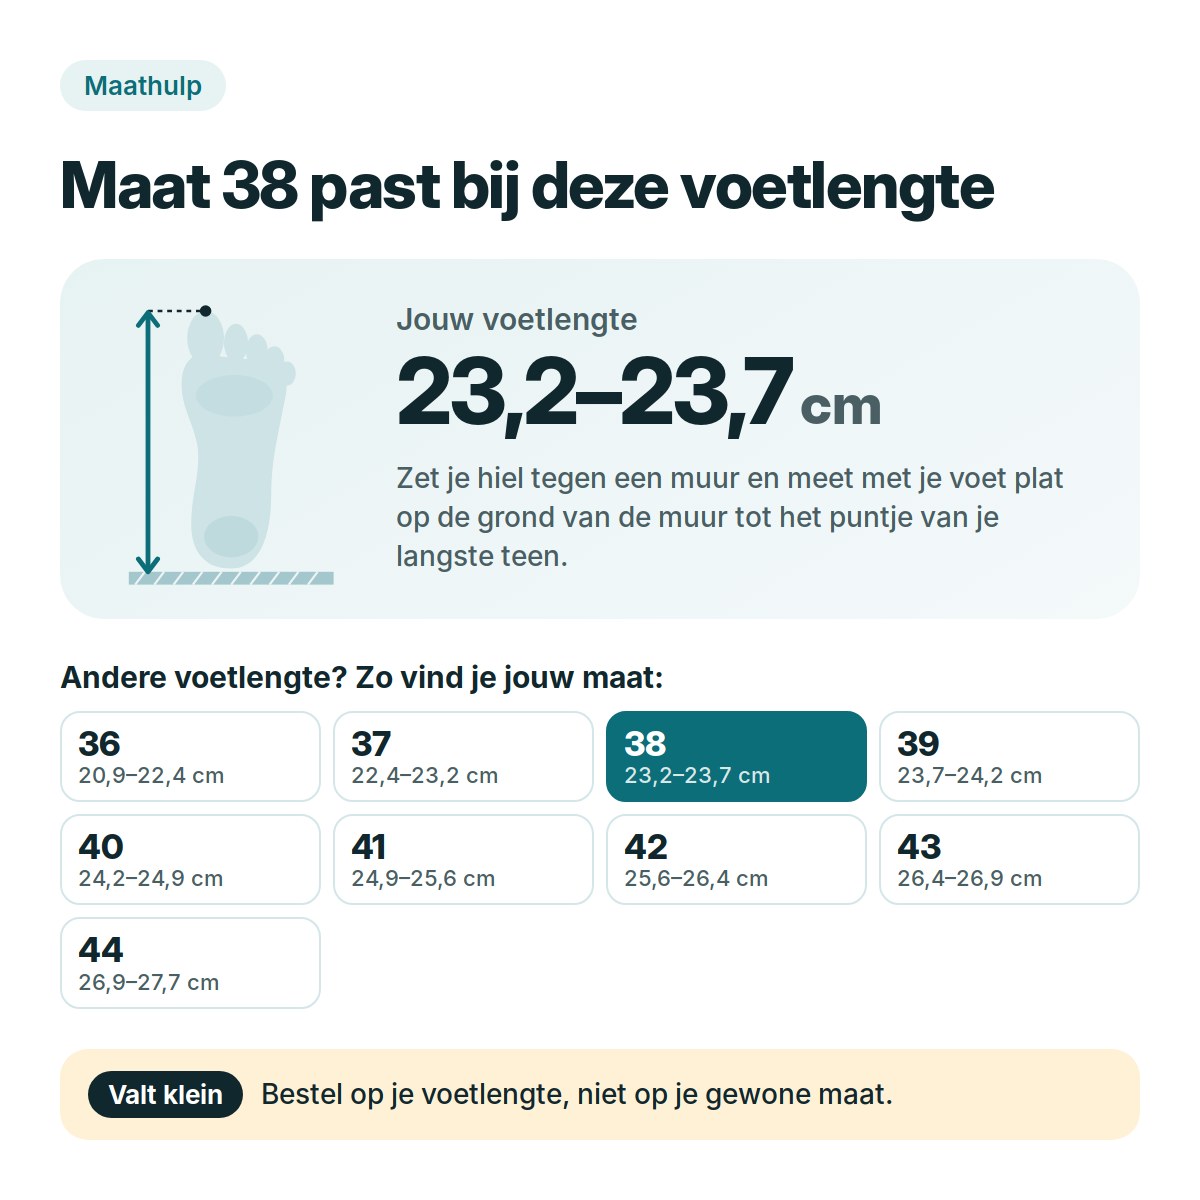 Maathulp
Maat 38 past bij deze voetlengte
Jouw voetlengte
23,2–23,7 cm
Zet je hiel tegen een muur en meet met je voet plat
op de grond van de muur tot het puntje van je
langste teen.
Andere voetlengte? Zo vind je jouw maat:
36
20,9–22,4 cm
37
22,4–23,2 cm
38
23,2–23,7 cm
39
23,7–24,2 cm
40
24,2–24,9 cm
41
24,9–25,6 cm
42
25,6–26,4 cm
43
26,4–26,9 cm
44
26,9–27,7 cm
Valt klein Bestel op je voetlengte, niet op je gewone maat.